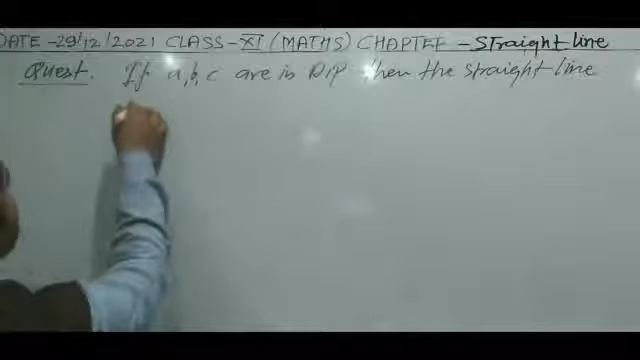 DATE - 29/12/2021 CLASS - XI (MATHS) CHAPTER - Straight line
Quest. If a, b, c are in A.P then the straight line